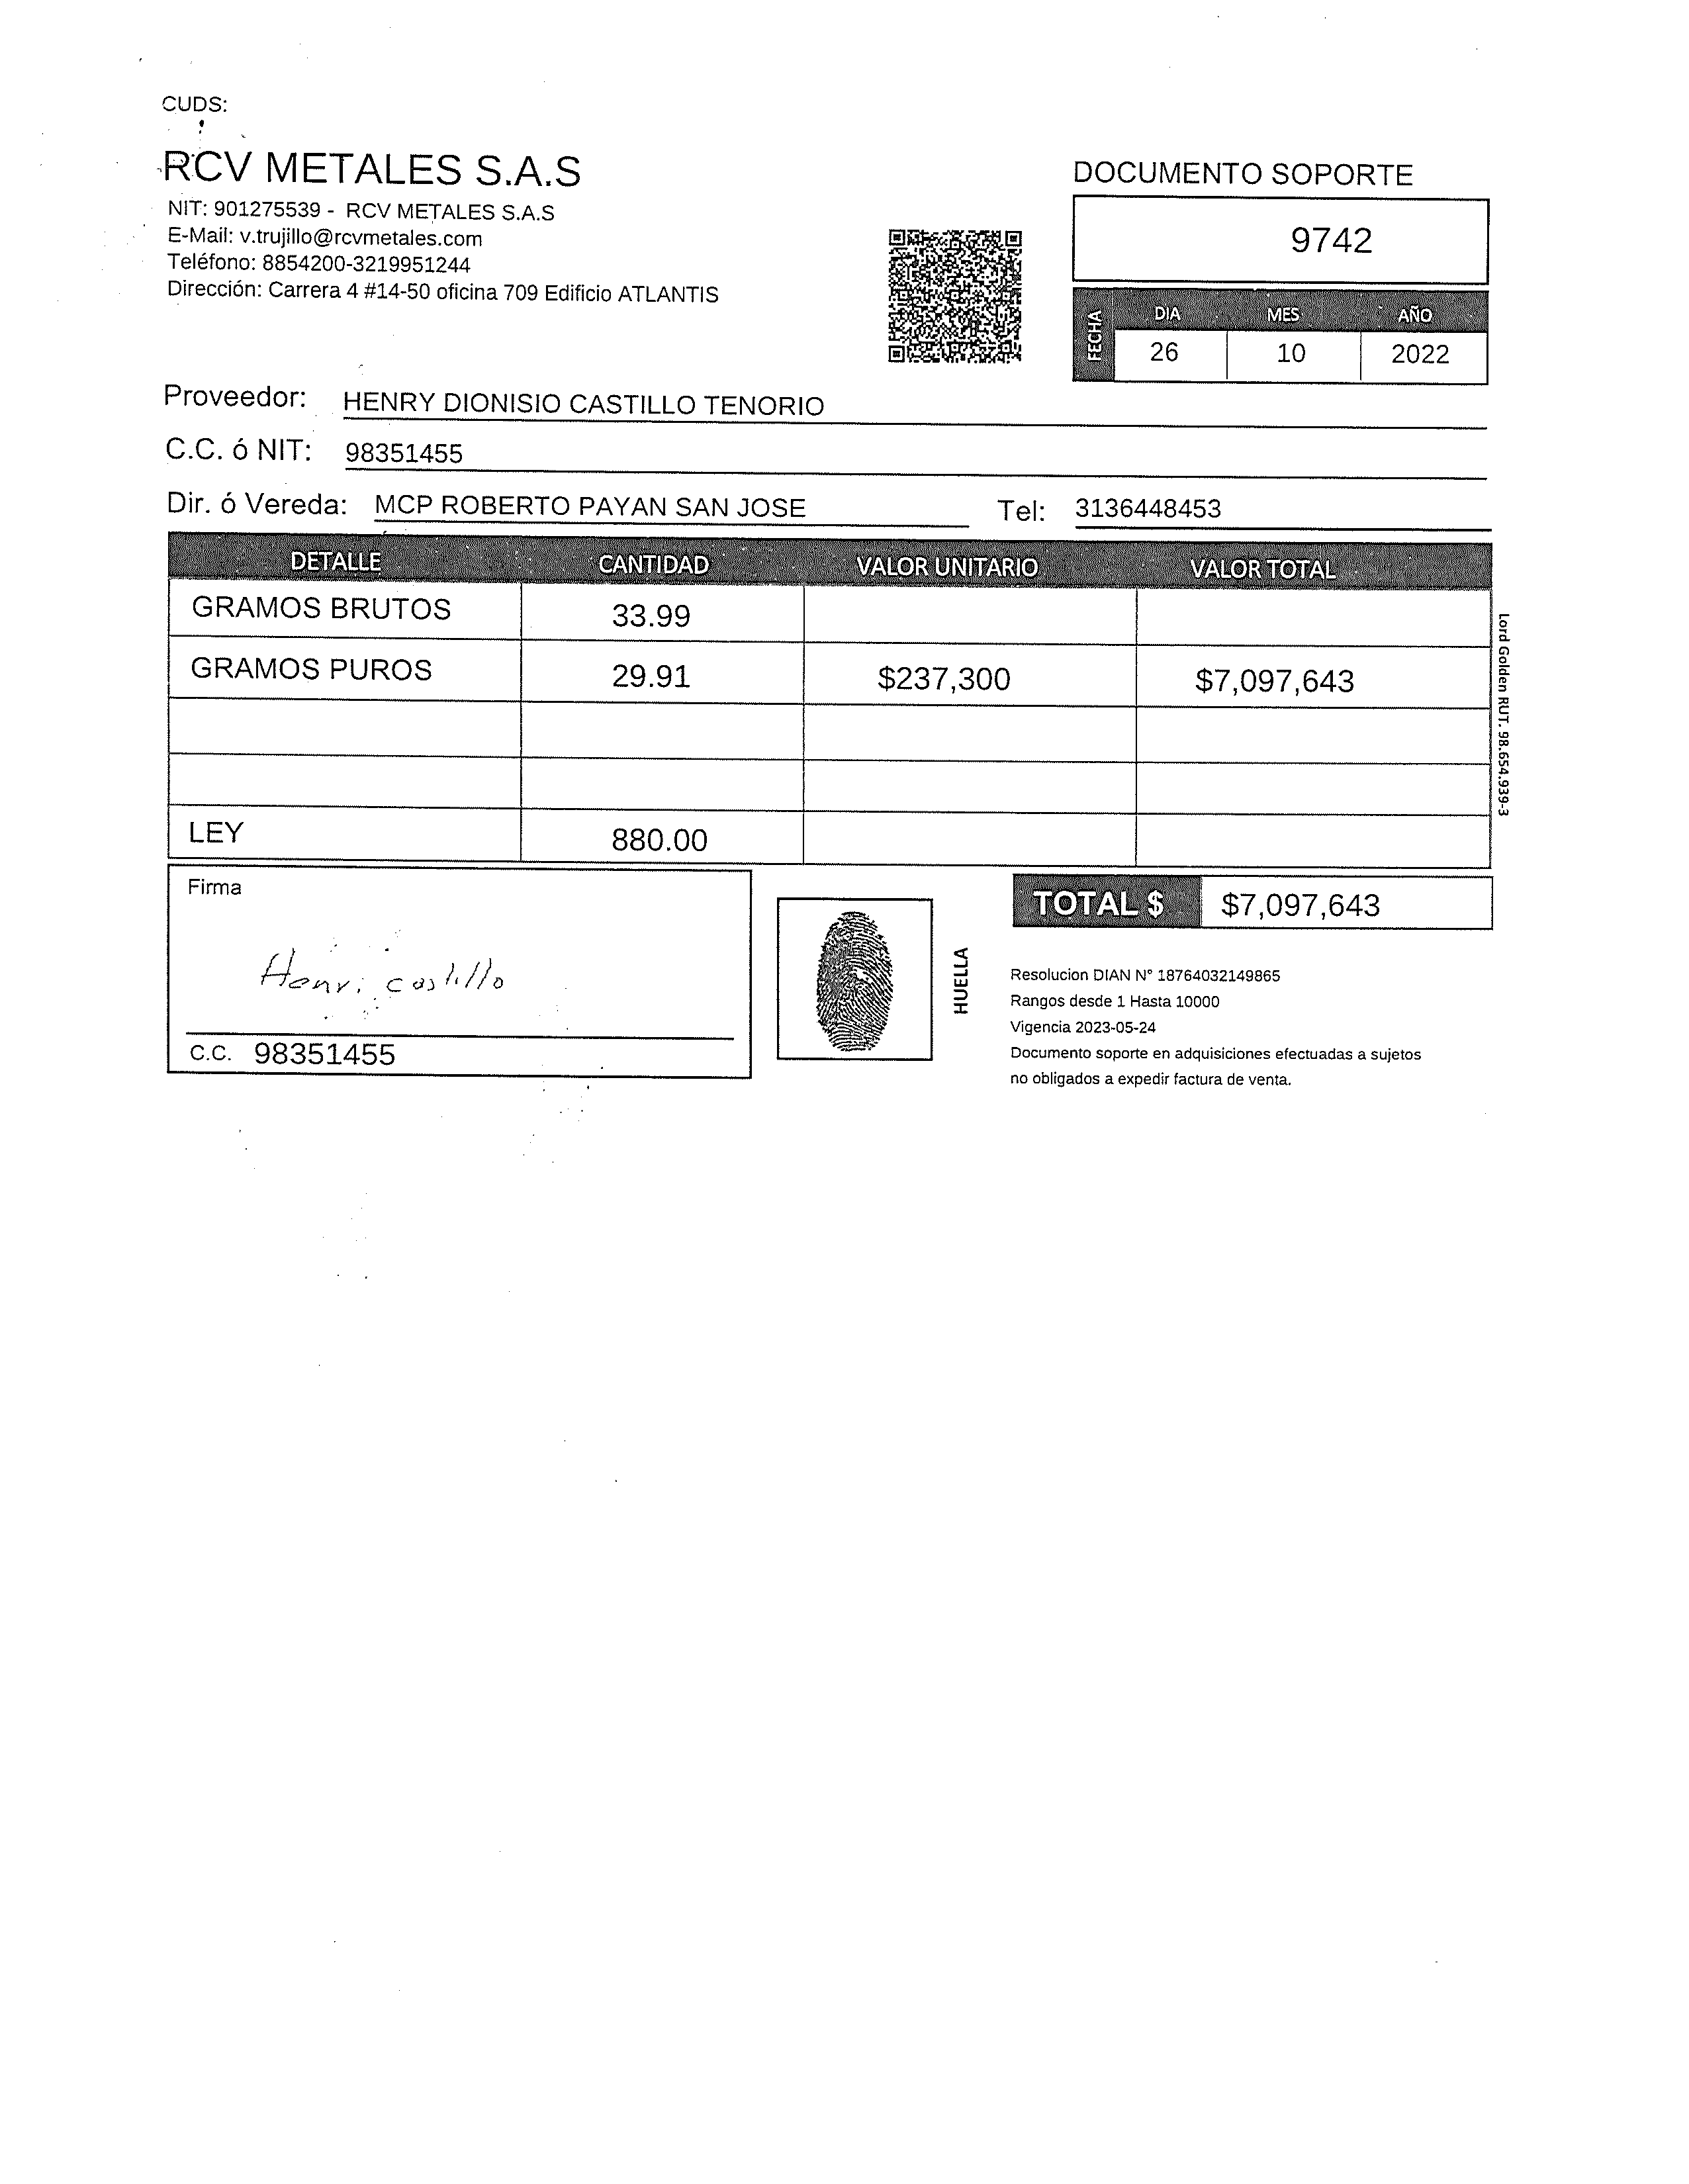 CUDS:
RCV METALES S.A.S
NIT: 901275539 - RCV METALES S.A.S
E-Mail: v.trujillo@rcvmetales.com
Teléfono: 8854200-3219951244
Dirección: Carrera 4 #14-50 oficina 709 Edificio ATLANTIS
DOCUMENTO SOPORTE
9742
FECHA
DIA MES AÑO
26 10 2022
Proveedor: HENRY DIONISIO CASTILLO TENORIO
C.C. ó NIT: 98351455
Dir. ó Vereda: MCP ROBERTO PAYAN SAN JOSE Tel: 3136448453
DETALLE CANTIDAD VALOR UNITARIO VALOR TOTAL
GRAMOS BRUTOS 33.99
GRAMOS PUROS 29.91 $237,300 $7,097,643
LEY 880.00
Lord Golden RUT. 98.654.939-3
Firma
Henri castillo
C.C. 98351455
HUELLA
TOTAL $ $7,097,643
Resolucion DIAN N° 18764032149865
Rangos desde 1 Hasta 10000
Vigencia 2023-05-24
Documento soporte en adquisiciones efectuadas a sujetos
no obligados a expedir factura de venta.